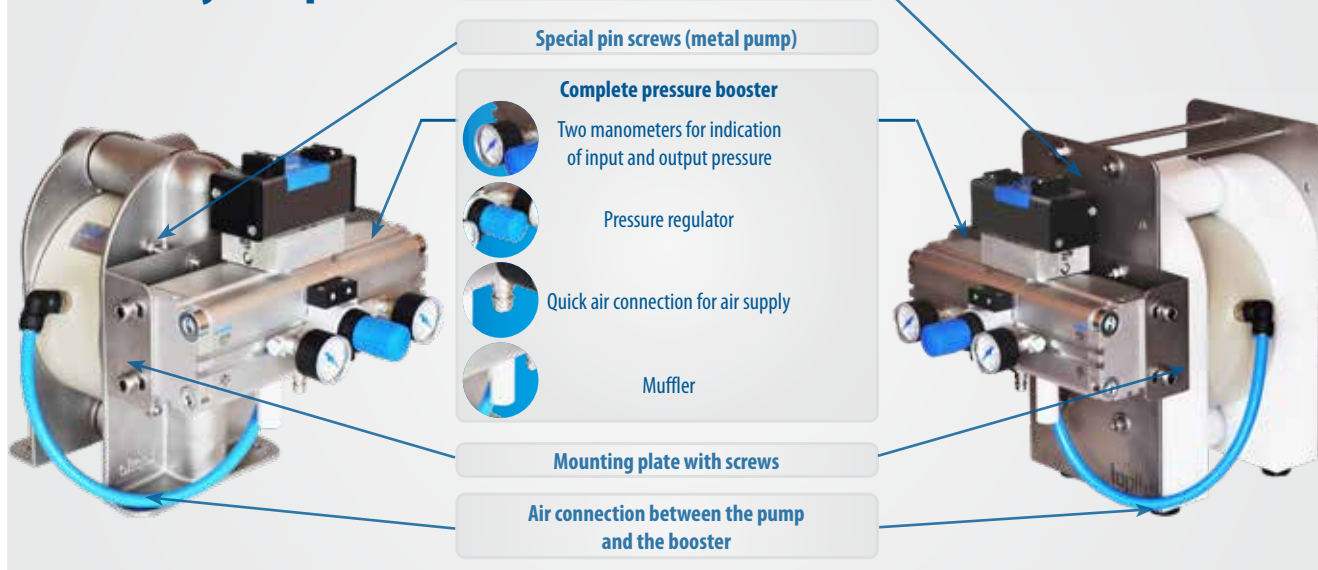 Special pin screws (metal pump)
Complete pressure booster
Two manometers for indication
of input and output pressure
Pressure regulator
Quick air connection for air supply
Muffler
Mounting plate with screws
Air connection between the pump
and the booster